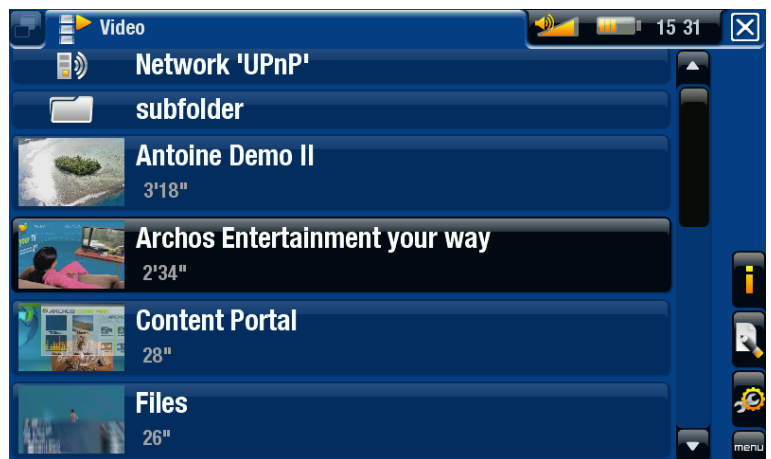 Video
15 31
Network 'UPnP'
subfolder
Antoine Demo II
3'18"
Archos Entertainment your way
2'34"
Content Portal
28"
Files
26"
menu